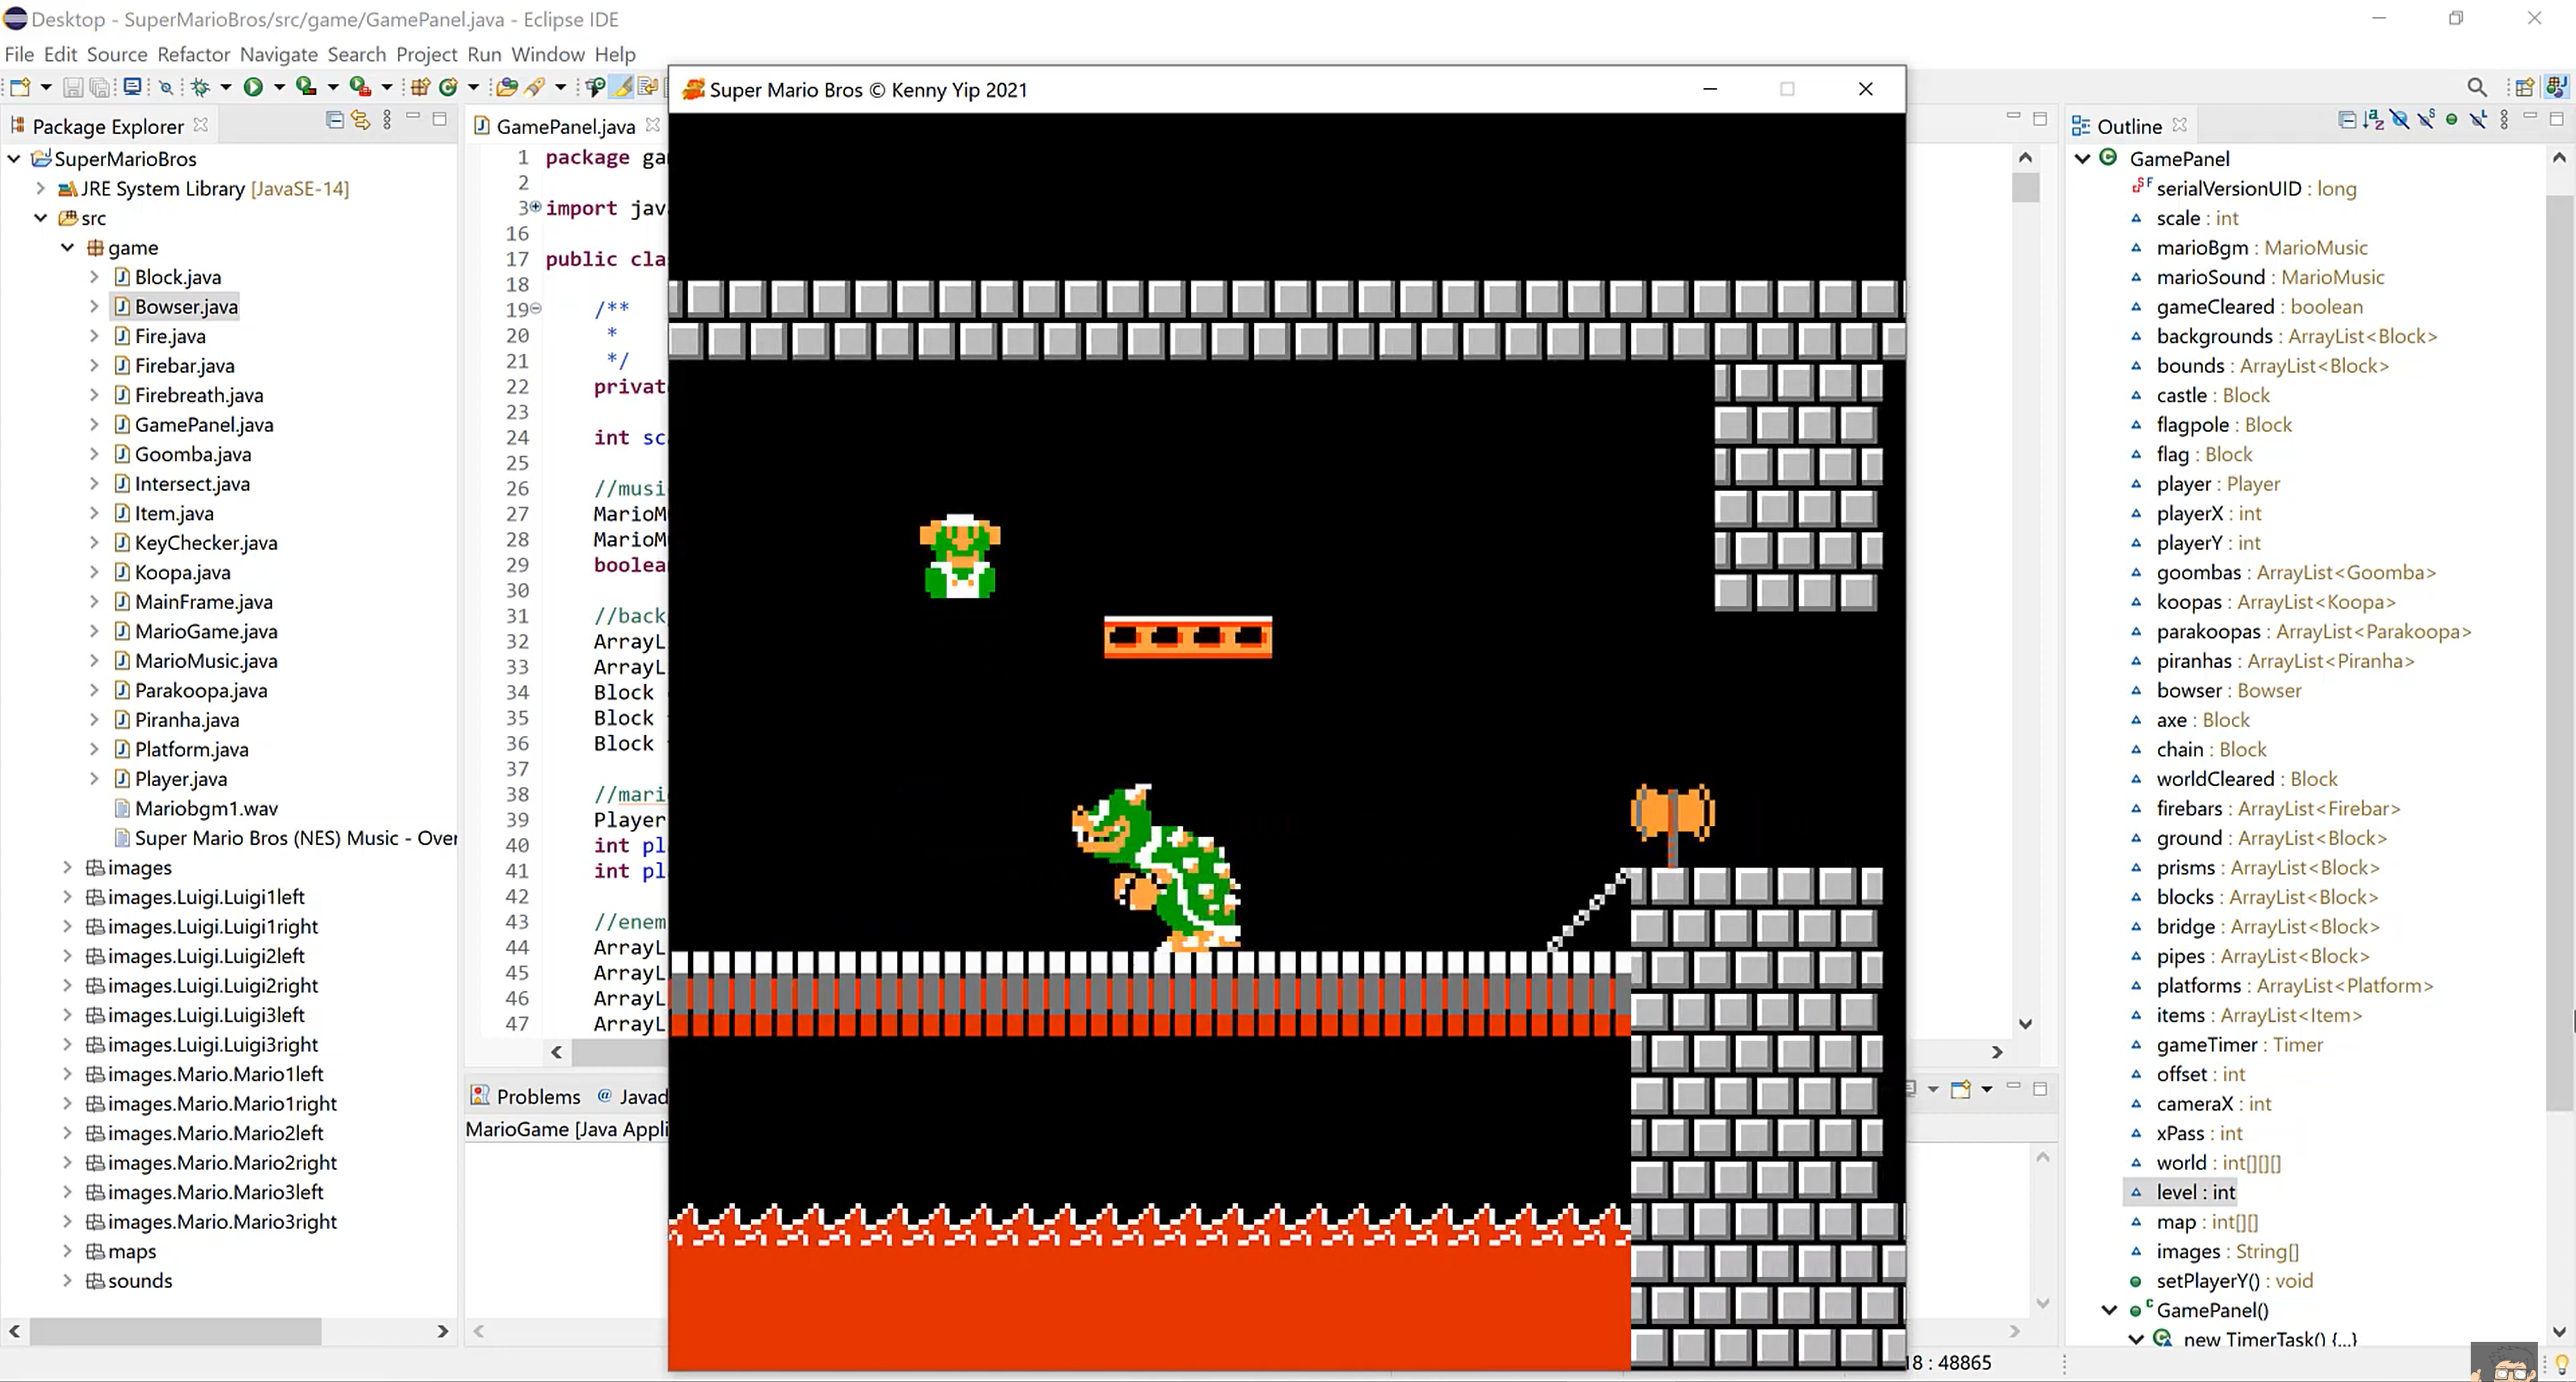 Desktop - SuperMarioBros/src/game/GamePanel.java - Eclipse IDE
File Edit Source Refactor Navigate Search Project Run Window Help
Package Explorer
SuperMarioBros
JRE System Library [JavaSE-14]
src
game
Block.java
Bowser.java
Fire.java
Firebar.java
Firebreath.java
GamePanel.java
Goomba.java
Intersect.java
Item.java
KeyChecker.java
Koopa.java
MainFrame.java
MarioGame.java
MarioMusic.java
Parakoopa.java
Piranha.java
Platform.java
Player.java
Mariobgm1.wav
Super Mario Bros (NES) Music - Over
images
images.Luigi.Luigi1left
images.Luigi.Luigi1right
images.Luigi.Luigi2left
images.Luigi.Luigi2right
images.Luigi.Luigi3left
images.Luigi.Luigi3right
images.Mario.Mario1left
images.Mario.Mario1right
images.Mario.Mario2left
images.Mario.Mario2right
images.Mario.Mario3left
images.Mario.Mario3right
maps
sounds
GamePanel.java
1 package ga
2
3 import jav
16
17 public cla
18
19 /**
20 *
21 */
22 privat
23
24 int sc
25
26 //musi
27 MarioM
28 MarioM
29 boolea
30
31 //back
32 ArrayL
33 ArrayL
34 Block
35 Block
36 Block
37
38 //mari
39 Player
40 int pl
41 int pl
42
43 //enem
44 ArrayL
45 ArrayL
46 ArrayL
47 ArrayL
Problems @ Javad
MarioGame [Java Appli
Super Mario Bros © Kenny Yip 2021
18 : 48865
Outline
GamePanel
serialVersionUID : long
scale : int
marioBgm : MarioMusic
marioSound : MarioMusic
gameCleared : boolean
backgrounds : ArrayList<Block>
bounds : ArrayList<Block>
castle : Block
flagpole : Block
flag : Block
player : Player
playerX : int
playerY : int
goombas : ArrayList<Goomba>
koopas : ArrayList<Koopa>
parakoopas : ArrayList<Parakoopa>
piranhas : ArrayList<Piranha>
bowser : Bowser
axe : Block
chain : Block
worldCleared : Block
firebars : ArrayList<Firebar>
ground : ArrayList<Block>
prisms : ArrayList<Block>
blocks : ArrayList<Block>
bridge : ArrayList<Block>
pipes : ArrayList<Block>
platforms : ArrayList<Platform>
items : ArrayList<Item>
gameTimer : Timer
offset : int
cameraX : int
xPass : int
world : int[][][]
level : int
map : int[][]
images : String[]
setPlayerY() : void
GamePanel()
new TimerTask() {...}